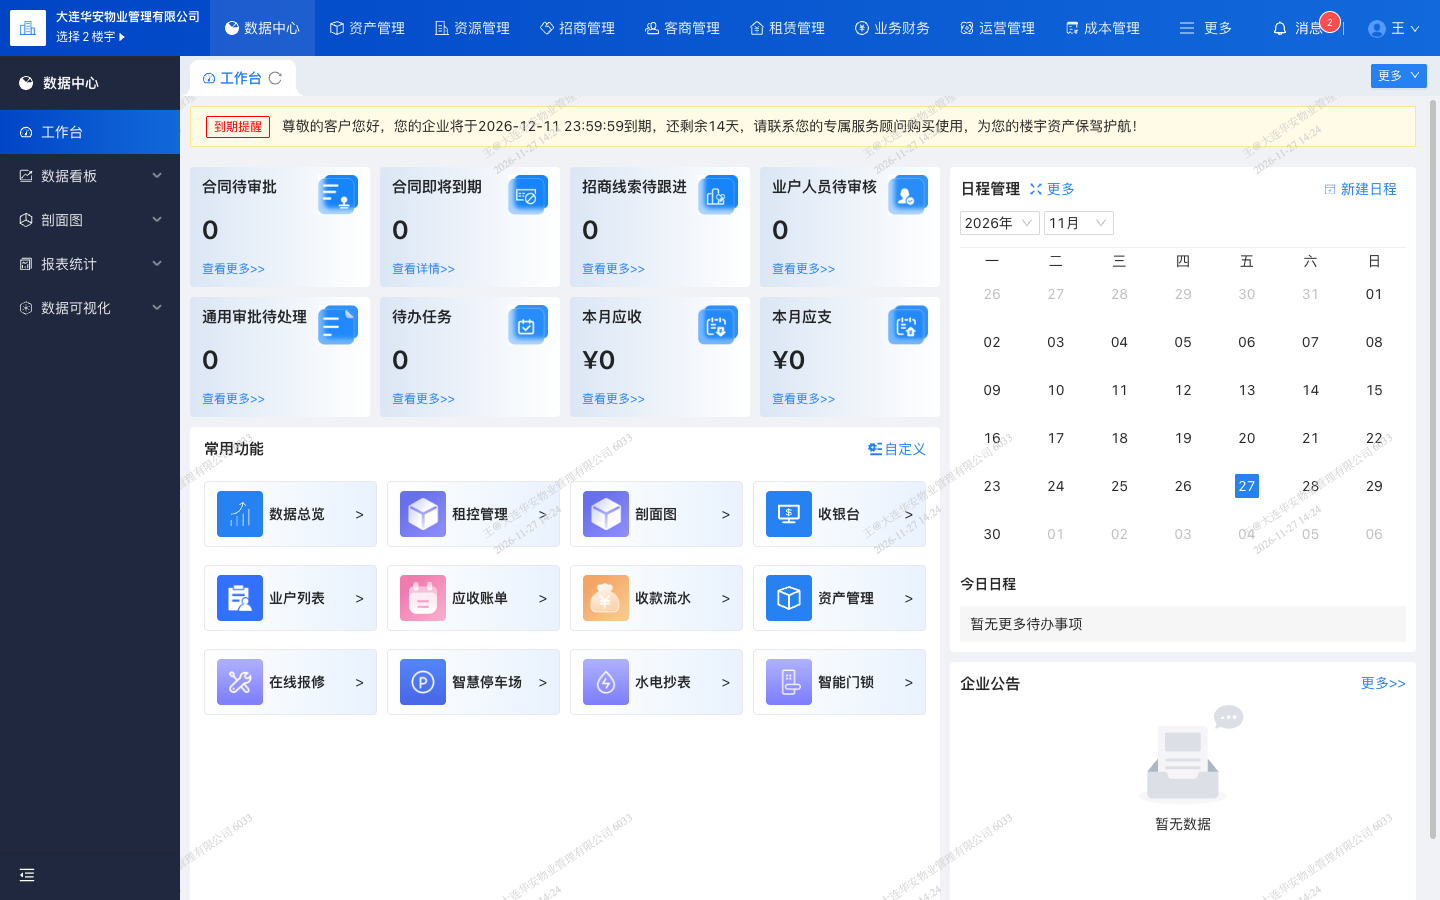 大连华安物业管理有限公司
选择 2 楼宇
数据中心 资产管理 资源管理 招商管理 客商管理 租赁管理 业务财务 运营管理 成本管理 更多 消息 2 王
数据中心
工作台
数据看板
剖面图
报表统计
数据可视化
工作台
更多
到期提醒 尊敬的客户您好，您的企业将于2026-12-11 23:59:59到期，还剩余14天，请联系您的专属服务顾问购买使用，为您的楼宇资产保驾护航！
合同待审批
0
查看更多>>
合同即将到期
0
查看详情>>
招商线索待跟进
0
查看更多>>
业户人员待审核
0
查看更多>>
通用审批待处理
0
查看更多>>
待办任务
0
查看更多>>
本月应收
¥0
查看更多>>
本月应支
¥0
查看更多>>
常用功能
自定义
数据总览 >
租控管理 >
剖面图 >
收银台 >
业户列表 >
应收账单 >
收款流水 >
资产管理 >
在线报修 >
智慧停车场 >
水电抄表 >
智能门锁 >
日程管理 更多
新建日程
2026年 11月
一 二 三 四 五 六 日
26 27 28 29 30 31 01
02 03 04 05 06 07 08
09 10 11 12 13 14 15
16 17 18 19 20 21 22
23 24 25 26 27 28 29
30 01 02 03 04 05 06
今日日程
暂无更多待办事项
企业公告
更多>>
暂无数据
王@大连华安物业管理有限公司 6033
2026-11-27 14:24